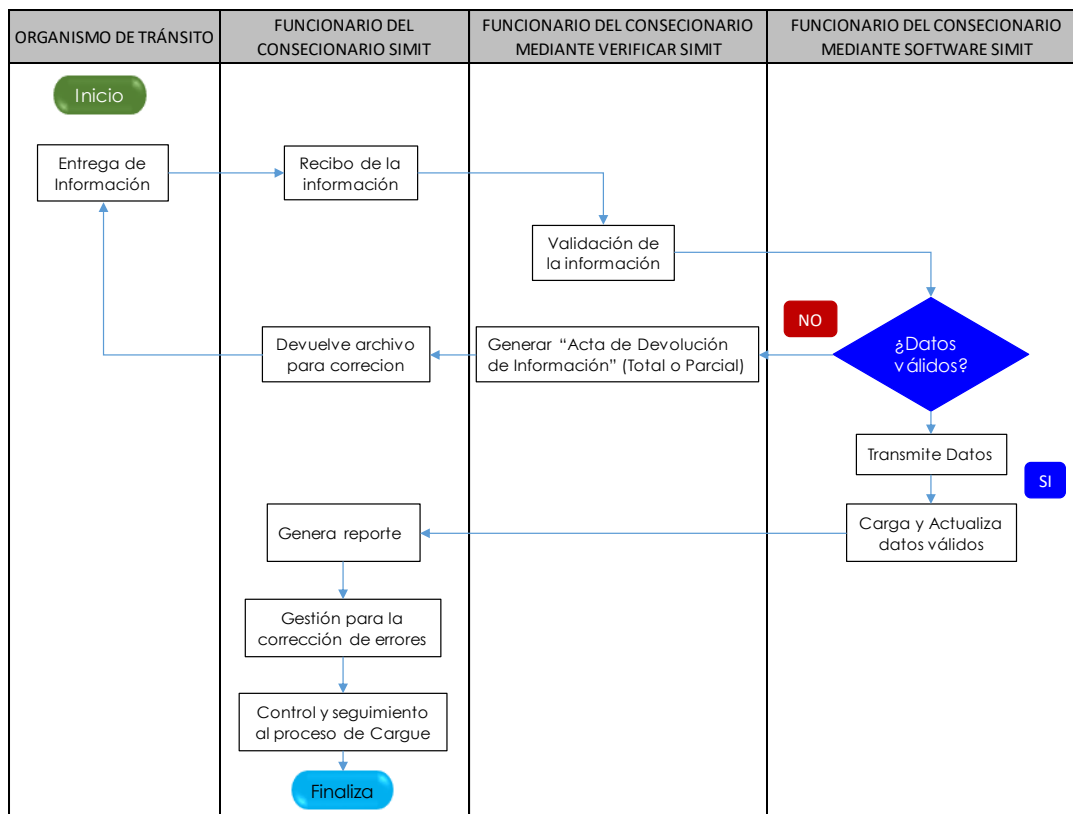 ORGANISMO DE TRÁNSITO
FUNCIONARIO DEL
CONSECIONARIO SIMIT
FUNCIONARIO DEL CONSECIONARIO
MEDIANTE VERIFICAR SIMIT
FUNCIONARIO DEL CONSECIONARIO
MEDIANTE SOFTWARE SIMIT
Inicio
Entrega de
Información
Recibo de la
información
Validación de
la información
¿Datos
válidos?
NO
Generar “Acta de Devolución
de Información” (Total o Parcial)
Devuelve archivo
para correcion
Transmite Datos
SI
Carga y Actualiza
datos válidos
Genera reporte
Gestión para la
corrección de errores
Control y seguimiento
al proceso de Cargue
Finaliza